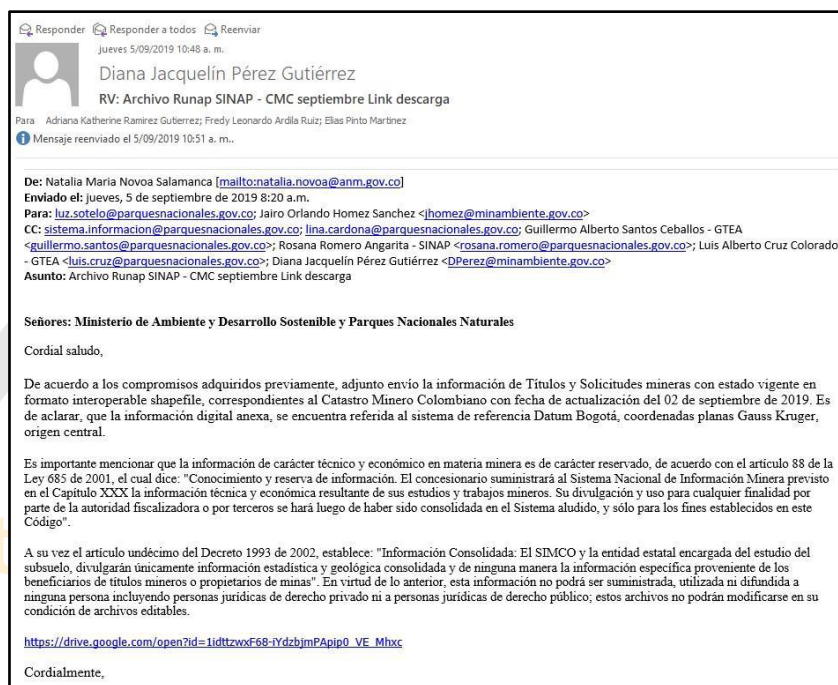 Responder Responder a todos Reenviar
jueves 5/09/2019 10:48 a. m.
Diana Jacquelín Pérez Gutiérrez
RV: Archivo Runap SINAP - CMC septiembre Link descarga
Para Adriana Katherine Ramirez Gutierrez; Fredy Leonardo Ardila Ruiz; Elias Pinto Martinez
Mensaje reenviado el 5/09/2019 10:51 a. m..
De: Natalia Maria Novoa Salamanca [mailto:natalia.novoa@anm.gov.co]
Enviado el: jueves, 5 de septiembre de 2019 8:20 a.m.
Para: luz.sotelo@parquesnacionales.gov.co; Jairo Orlando Homez Sanchez <jhomez@minambiente.gov.co>
CC: sistema.informacion@parquesnacionales.gov.co; lina.cardona@parquesnacionales.gov.co; Guillermo Alberto Santos Ceballos - GTEA
<guillermo.santos@parquesnacionales.gov.co>; Rosana Romero Angarita - SINAP <rosana.romero@parquesnacionales.gov.co>; Luis Alberto Cruz Colorado
- GTEA <luis.cruz@parquesnacionales.gov.co>; Diana Jacquelín Pérez Gutiérrez <DPerez@minambiente.gov.co>
Asunto: Archivo Runap SINAP - CMC septiembre Link descarga
Señores: Ministerio de Ambiente y Desarrollo Sostenible y Parques Nacionales Naturales
Cordial saludo,
De acuerdo a los compromisos adquiridos previamente, adjunto envío la información de Títulos y Solicitudes mineras con estado vigente en
formato interoperable shapefile, correspondientes al Catastro Minero Colombiano con fecha de actualización del 02 de septiembre de 2019. Es
de aclarar, que la información digital anexa, se encuentra referida al sistema de referencia Datum Bogotá, coordenadas planas Gauss Kruger,
origen central.
Es importante mencionar que la información de carácter técnico y económico en materia minera es de carácter reservado, de acuerdo con el artículo 88 de la
Ley 685 de 2001, el cual dice: "Conocimiento y reserva de información. El concesionario suministrará al Sistema Nacional de Información Minera previsto
en el Capítulo XXX la información técnica y económica resultante de sus estudios y trabajos mineros. Su divulgación y uso para cualquier finalidad por
parte de la autoridad fiscalizadora o por terceros se hará luego de haber sido consolidada en el Sistema aludido, y sólo para los fines establecidos en este
Código".
A su vez el artículo undécimo del Decreto 1993 de 2002, establece: "Información Consolidada: El SIMCO y la entidad estatal encargada del estudio del
subsuelo, divulgarán únicamente información estadística y geológica consolidada y de ninguna manera la información específica proveniente de los
beneficiarios de títulos mineros o propietarios de minas". En virtud de lo anterior, esta información no podrá ser suministrada, utilizada ni difundida a
ninguna persona incluyendo personas jurídicas de derecho privado ni a personas jurídicas de derecho público; estos archivos no podrán modificarse en su
condición de archivos editables.
https://drive.google.com/open?id=1idttzwxF68-iYdzbjmPApip0_VE_Mhxc
Cordialmente,